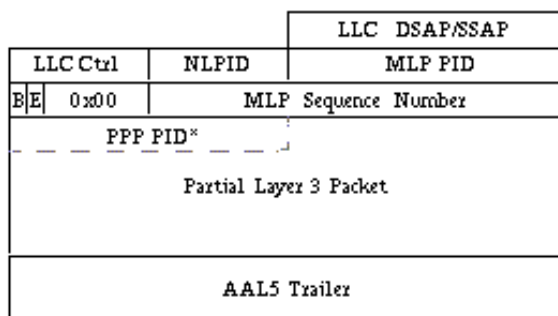 LLC DSAP/SSAP
LLC Ctrl NLPID MLP PID
B E 0x00 MLP Sequence Number
PPP PID*
Partial Layer 3 Packet
AAL5 Trailer